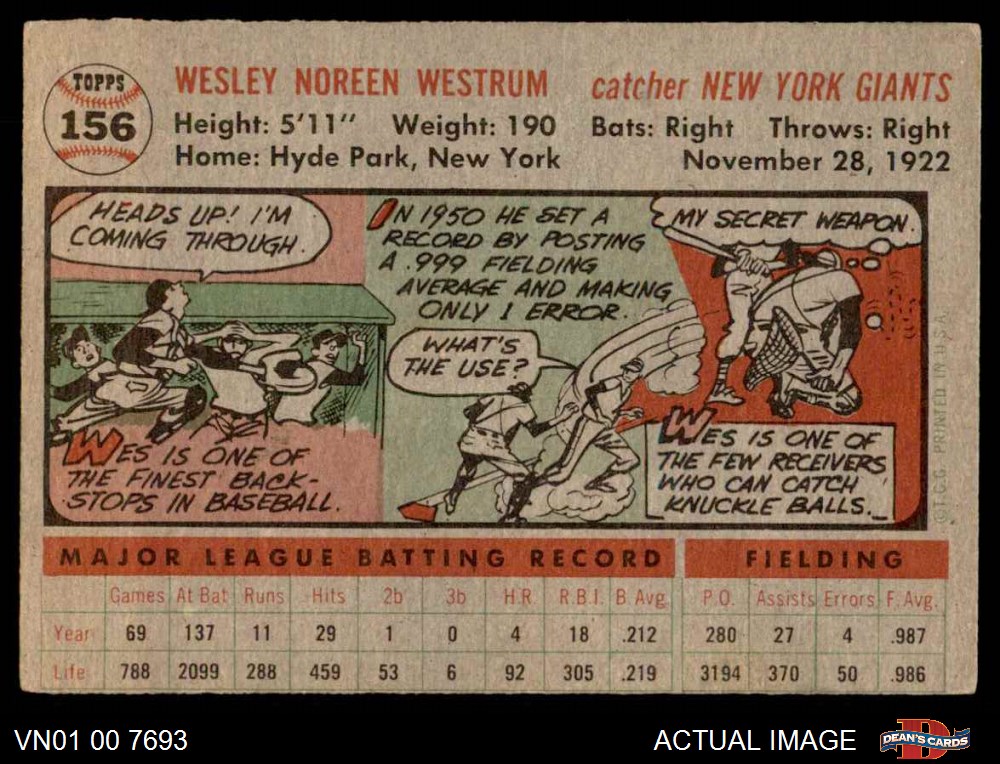 TOPPS
156
WESLEY NOREEN WESTRUM catcher NEW YORK GIANTS
Height: 5'11" Weight: 190 Bats: Right Throws: Right
Home: Hyde Park, New York November 28, 1922
HEADS UP! I'M
COMING THROUGH.
WES IS ONE OF
THE FINEST BACK-
STOPS IN BASEBALL.
IN 1950 HE SET A
RECORD BY POSTING
A .999 FIELDING
AVERAGE AND MAKING
ONLY 1 ERROR.
WHAT'S
THE USE?
MY SECRET WEAPON.
WES IS ONE OF
THE FEW RECEIVERS
WHO CAN CATCH
KNUCKLE BALLS.
©T.C.G. PRINTED IN U.S.A.
MAJOR LEAGUE BATTING RECORD FIELDING
Games At Bat Runs Hits 2b 3b H.R. R.B.I. B. Avg. P.O. Assists Errors F. Avg.
Year 69 137 11 29 1 0 4 18 .212 280 27 4 .987
Life 788 2099 288 459 53 6 92 305 .219 3194 370 50 .986
VN01 00 7693 ACTUAL IMAGE DEAN'S CARDS